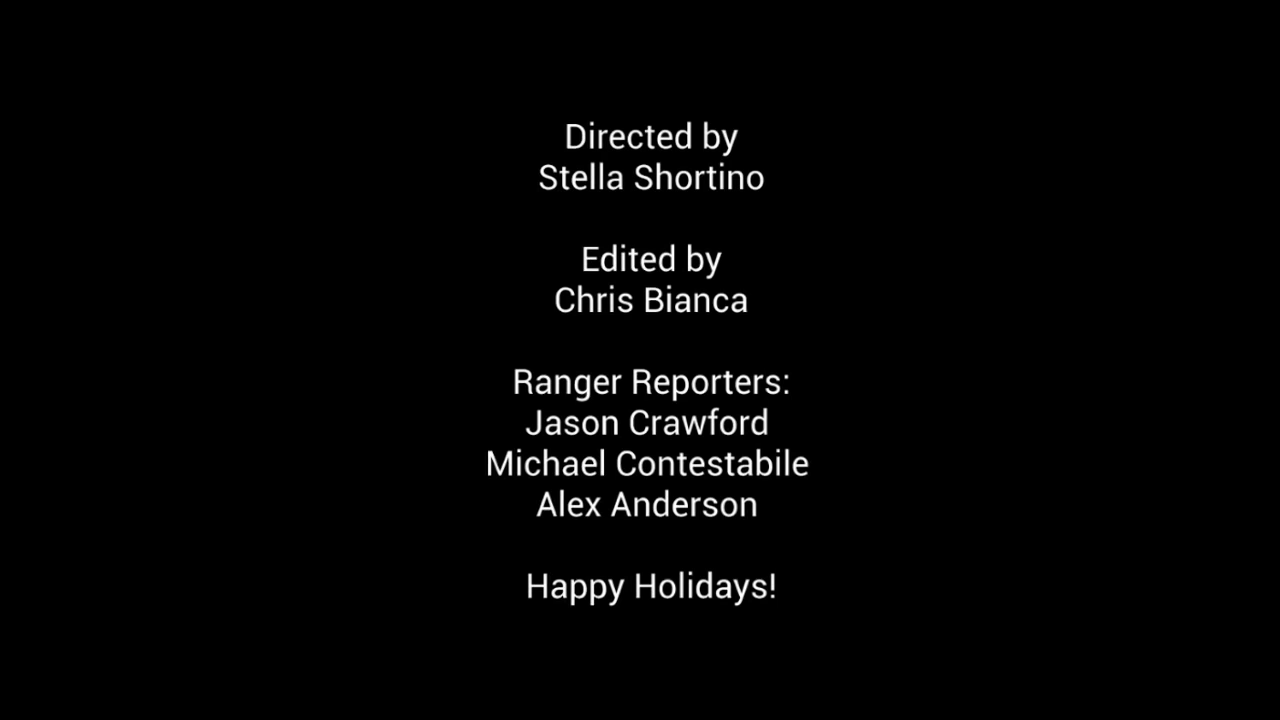 Directed by
Stella Shortino
Edited by
Chris Bianca
Ranger Reporters:
Jason Crawford
Michael Contestabile
Alex Anderson
Happy Holidays!